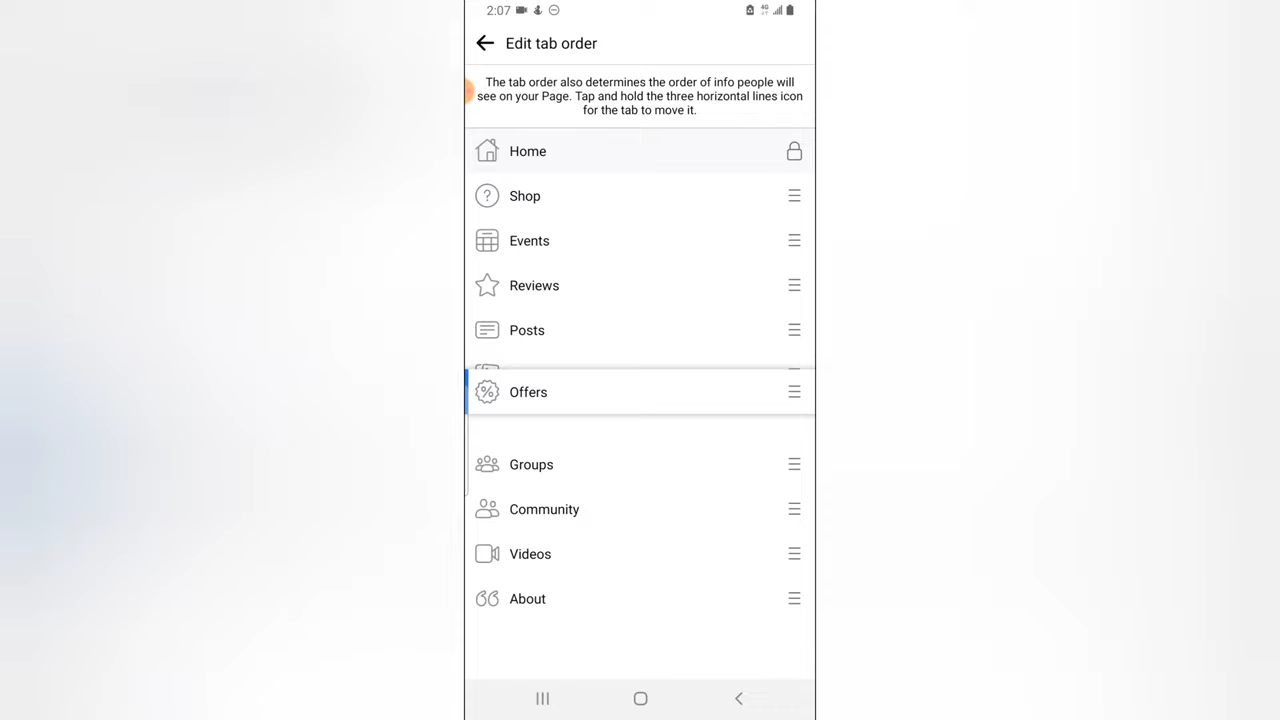 2:07
4G
Edit tab order
The tab order also determines the order of info people will
see on your Page. Tap and hold the three horizontal lines icon
for the tab to move it.
Home
Shop
Events
Reviews
Posts
Offers
Groups
Community
Videos
About